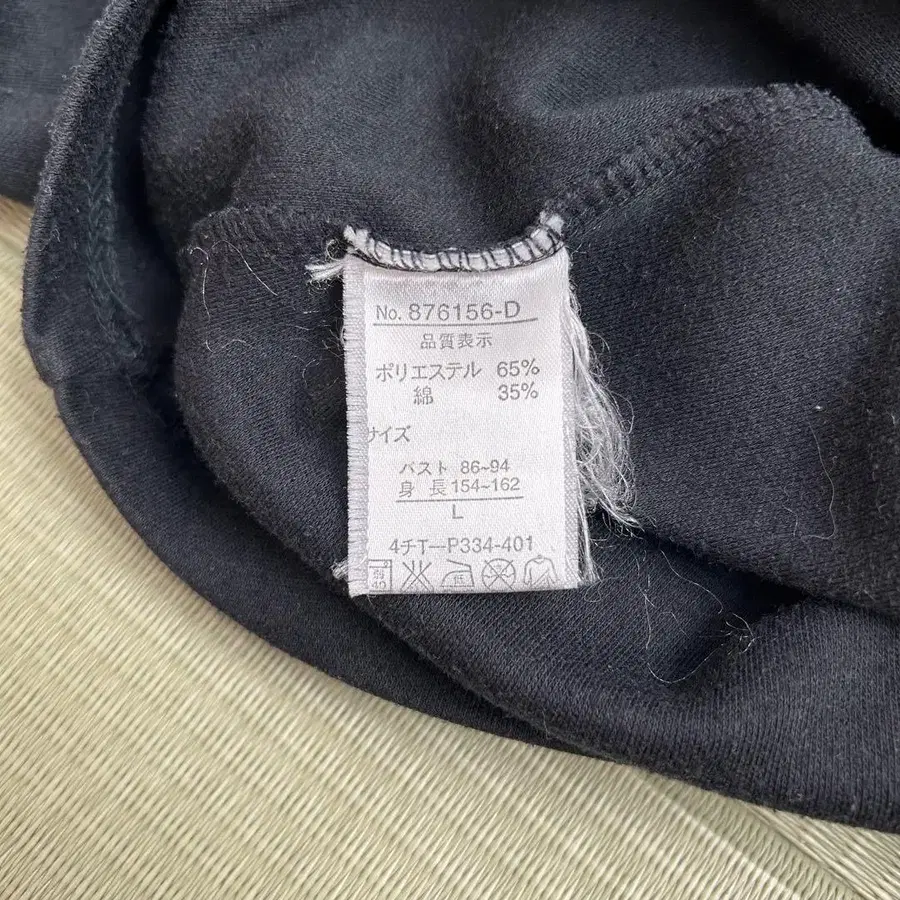 No. 876156-D
品質表示
ポリエステル 65%
綿 35%
サイズ
バスト 86~94
身長 154~162
L
4チT—P334-401